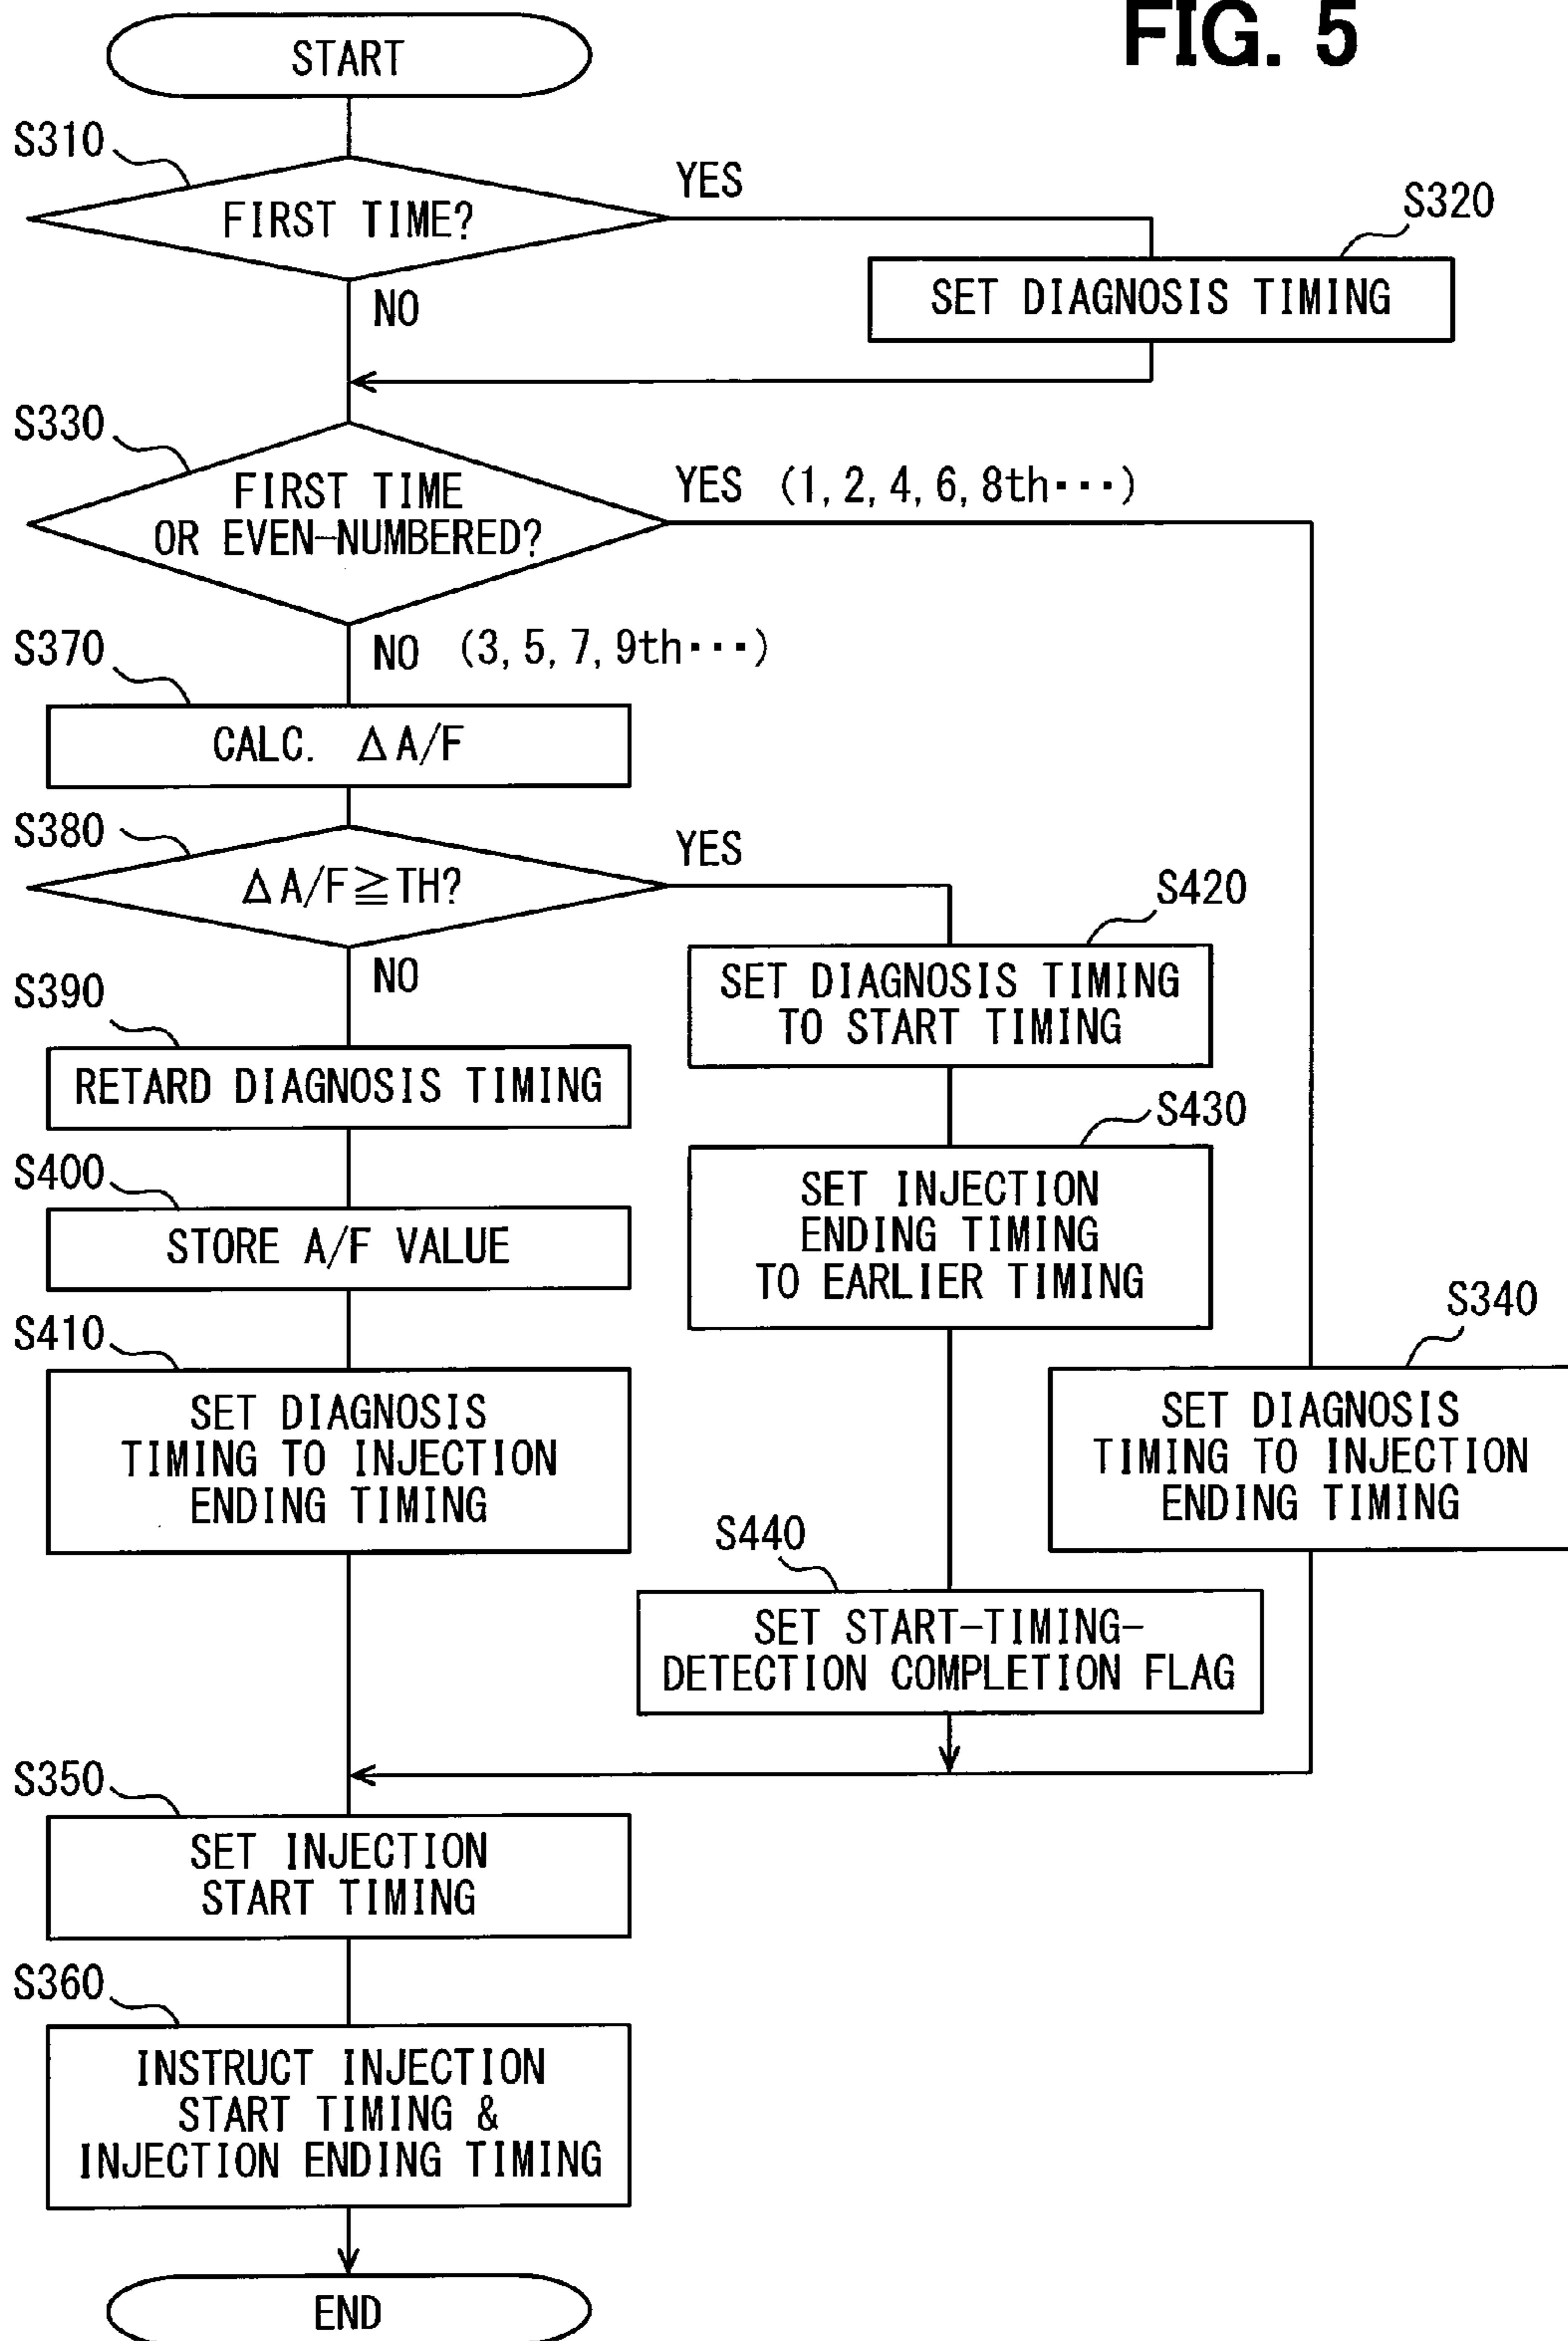 FIG. 5
START
S310
FIRST TIME?
YES
NO
S320
SET DIAGNOSIS TIMING
S330
FIRST TIME
OR EVEN-NUMBERED?
YES (1, 2, 4, 6, 8th···)
NO (3, 5, 7, 9th···)
S370
CALC. ΔA/F
S380
ΔA/F≧TH?
YES
NO
S390
RETARD DIAGNOSIS TIMING
S400
STORE A/F VALUE
S410
SET DIAGNOSIS
TIMING TO INJECTION
ENDING TIMING
S420
SET DIAGNOSIS TIMING
TO START TIMING
S430
SET INJECTION
ENDING TIMING
TO EARLIER TIMING
S440
SET START-TIMING-
DETECTION COMPLETION FLAG
S340
SET DIAGNOSIS
TIMING TO INJECTION
ENDING TIMING
S350
SET INJECTION
START TIMING
S360
INSTRUCT INJECTION
START TIMING &
INJECTION ENDING TIMING
END